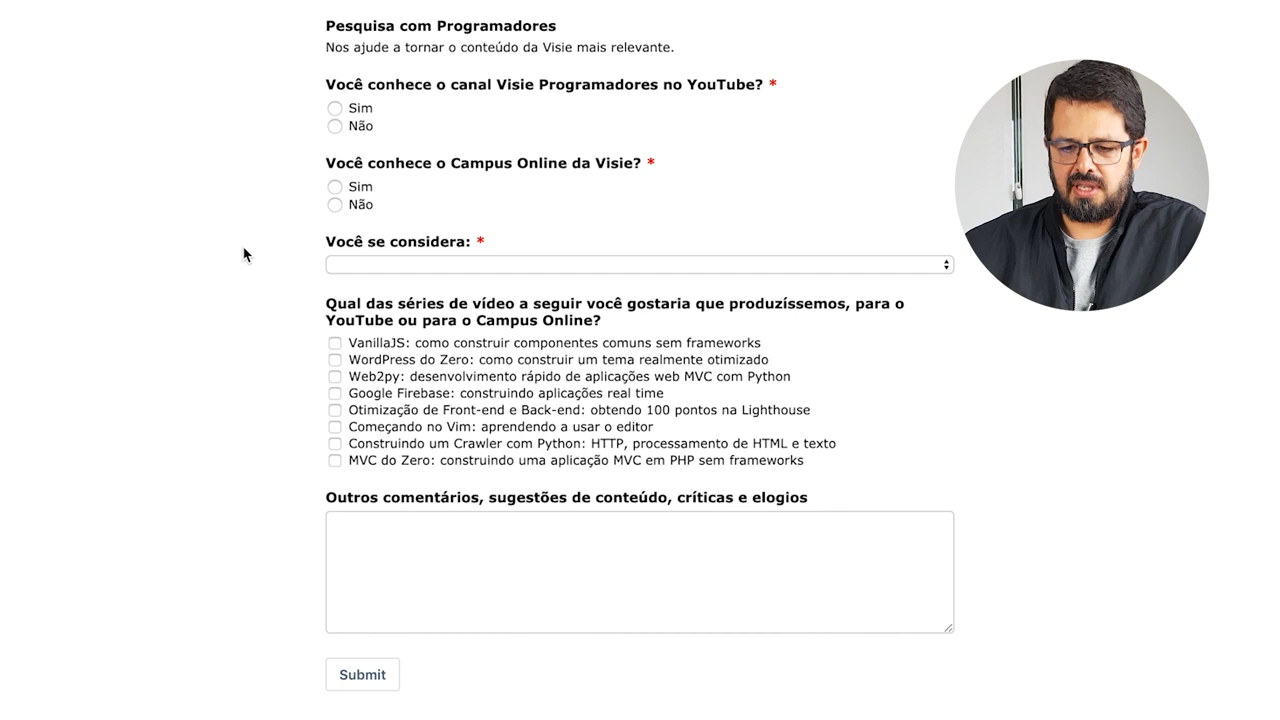 Pesquisa com Programadores
Nos ajude a tornar o conteúdo da Visie mais relevante.
Você conhece o canal Visie Programadores no YouTube? *
Sim
Não
Você conhece o Campus Online da Visie? *
Sim
Não
Você se considera: *
Qual das séries de vídeo a seguir você gostaria que produzíssemos, para o
YouTube ou para o Campus Online?
VanillaJS: como construir componentes comuns sem frameworks
WordPress do Zero: como construir um tema realmente otimizado
Web2py: desenvolvimento rápido de aplicações web MVC com Python
Google Firebase: construindo aplicações real time
Otimização de Front-end e Back-end: obtendo 100 pontos na Lighthouse
Começando no Vim: aprendendo a usar o editor
Construindo um Crawler com Python: HTTP, processamento de HTML e texto
MVC do Zero: construindo uma aplicação MVC em PHP sem frameworks
Outros comentários, sugestões de conteúdo, críticas e elogios
Submit